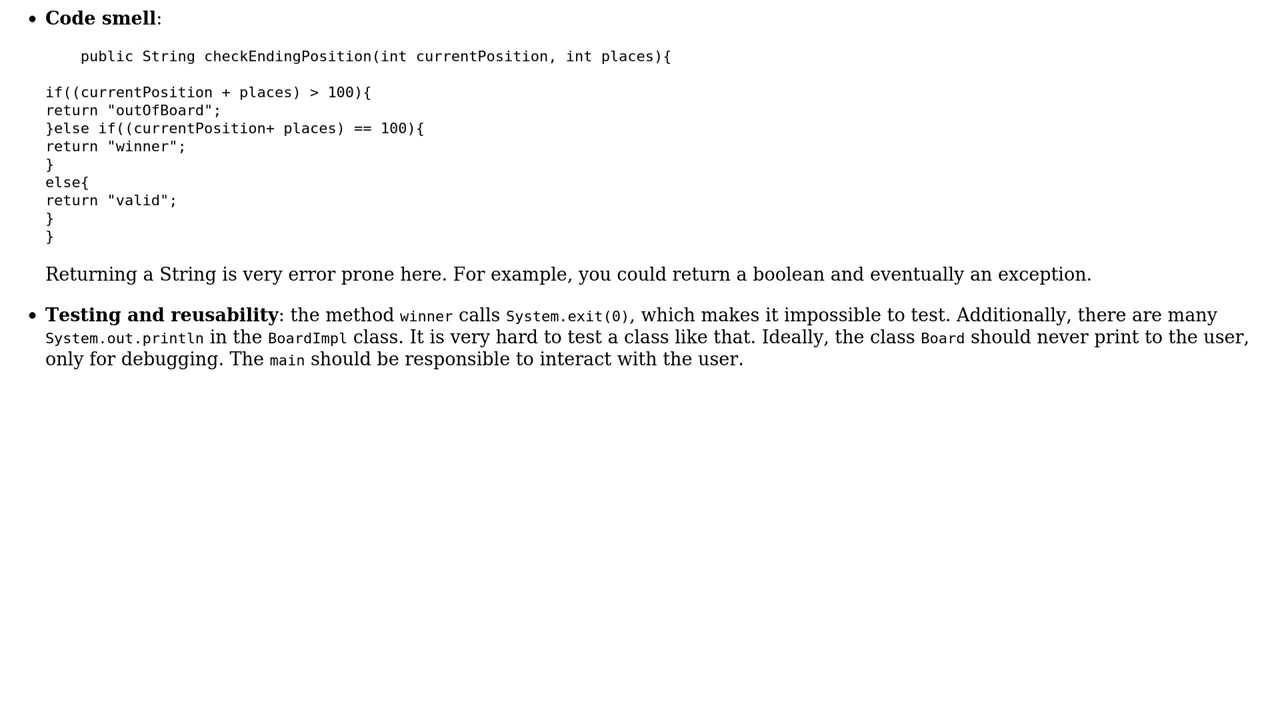 • Code smell:
public String checkEndingPosition(int currentPosition, int places){
if((currentPosition + places) > 100){
return "outOfBoard";
}else if((currentPosition+ places) == 100){
return "winner";
}
else{
return "valid";
}
}
Returning a String is very error prone here. For example, you could return a boolean and eventually an exception.
• Testing and reusability: the method winner calls System.exit(0), which makes it impossible to test. Additionally, there are many
System.out.println in the BoardImpl class. It is very hard to test a class like that. Ideally, the class Board should never print to the user,
only for debugging. The main should be responsible to interact with the user.